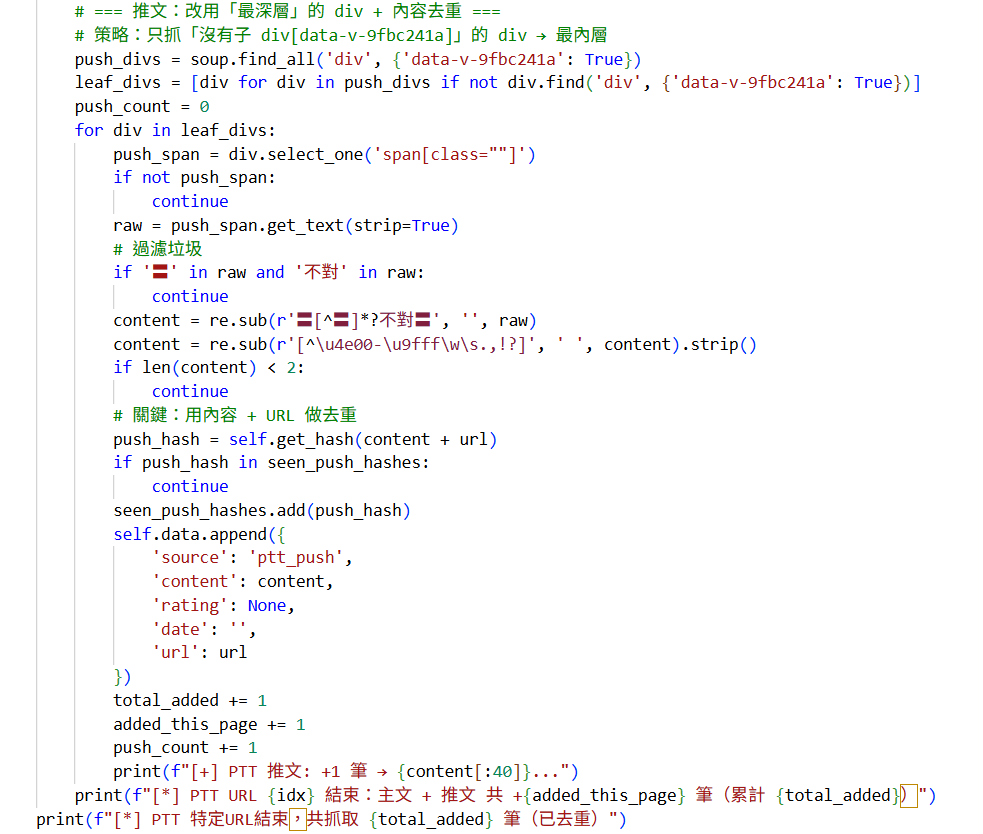 # === 推文：改用「最深層」的 div + 內容去重 ===
# 策略：只抓「沒有子 div[data-v-9fbc241a]」的 div → 最內層
push_divs = soup.find_all('div', {'data-v-9fbc241a': True})
leaf_divs = [div for div in push_divs if not div.find('div', {'data-v-9fbc241a': True})]
push_count = 0
for div in leaf_divs:
    push_span = div.select_one('span[class=""]')
    if not push_span:
        continue
    raw = push_span.get_text(strip=True)
    # 過濾垃圾
    if '〓' in raw and '不對' in raw:
        continue
    content = re.sub(r'〓[^〓]*?不對〓', '', raw)
    content = re.sub(r'[^\u4e00-\u9fff\w\s.,!?]', ' ', content).strip()
    if len(content) < 2:
        continue
    # 關鍵：用內容 + URL 做去重
    push_hash = self.get_hash(content + url)
    if push_hash in seen_push_hashes:
        continue
    seen_push_hashes.add(push_hash)
    self.data.append({
        'source': 'ptt_push',
        'content': content,
        'rating': None,
        'date': '',
        'url': url
    })
    total_added += 1
    added_this_page += 1
    push_count += 1
    print(f"[+] PTT 推文: +1 筆 → {content[:40]}...")
print(f"[*] PTT URL {idx} 結束：主文 + 推文 共 +{added_this_page} 筆（累計 {total_added}）")
print(f"[*] PTT 特定URL結束，共抓取 {total_added} 筆（已去重）")